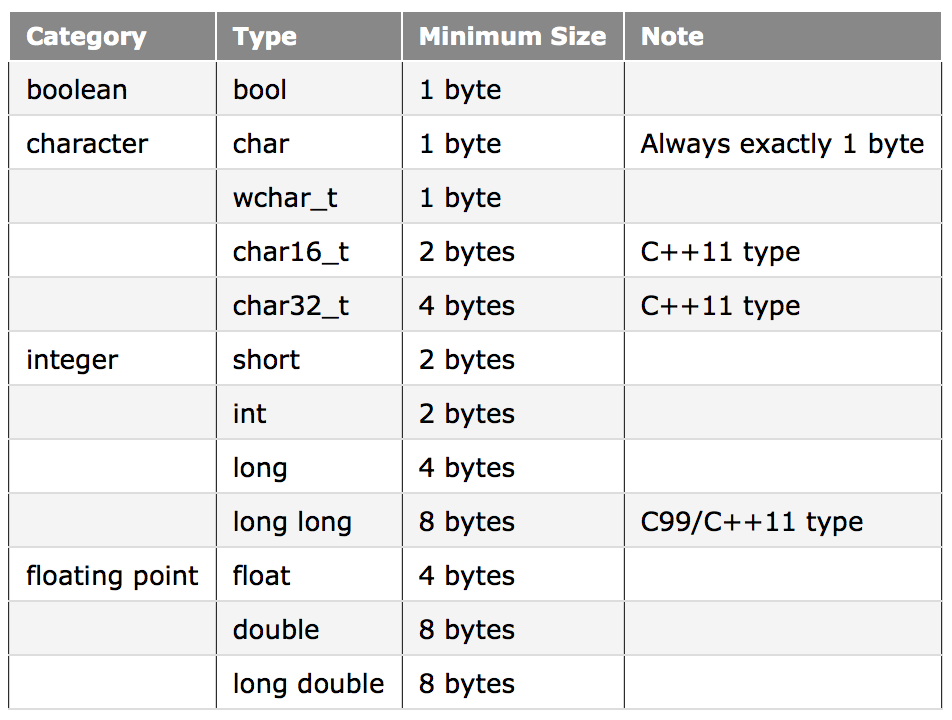 Category Type Minimum Size Note
boolean bool 1 byte
character char 1 byte Always exactly 1 byte
wchar_t 1 byte
char16_t 2 bytes C++11 type
char32_t 4 bytes C++11 type
integer short 2 bytes
int 2 bytes
long 4 bytes
long long 8 bytes C99/C++11 type
floating point float 4 bytes
double 8 bytes
long double 8 bytes